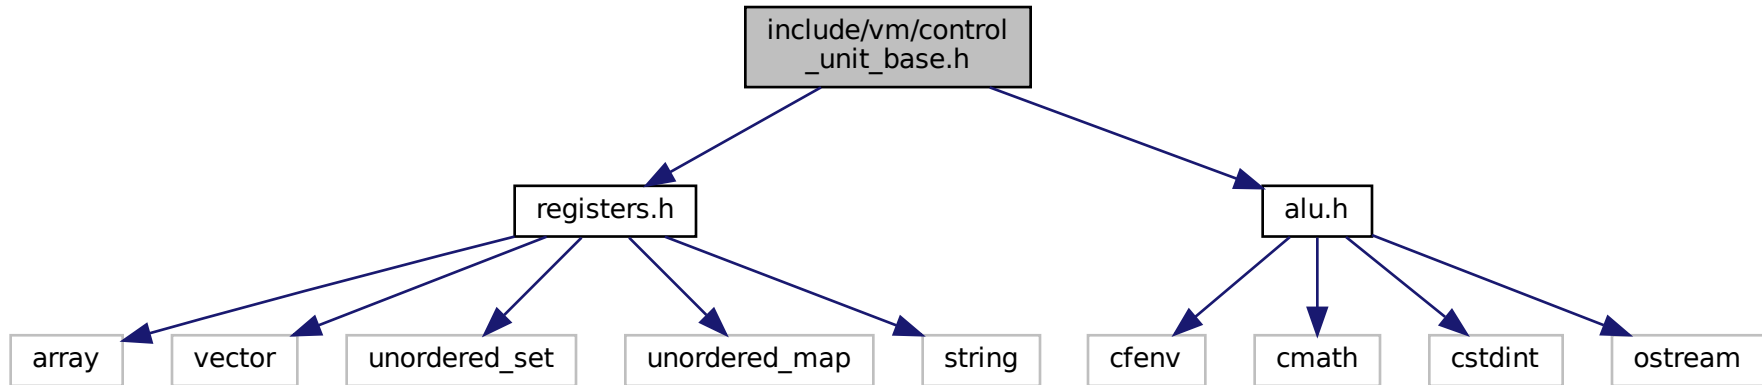 include/vm/control
_unit_base.h
registers.h
alu.h
array
vector
unordered_set
unordered_map
string
cfenv
cmath
cstdint
ostream